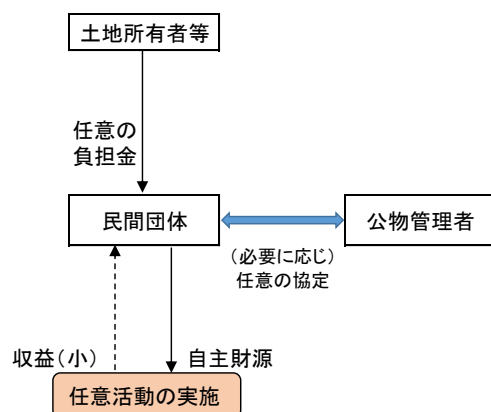 土地所有者等
任意の
負担金
民間団体
公物管理者
（必要に応じ）
任意の協定
収益（小）
自主財源
任意活動の実施